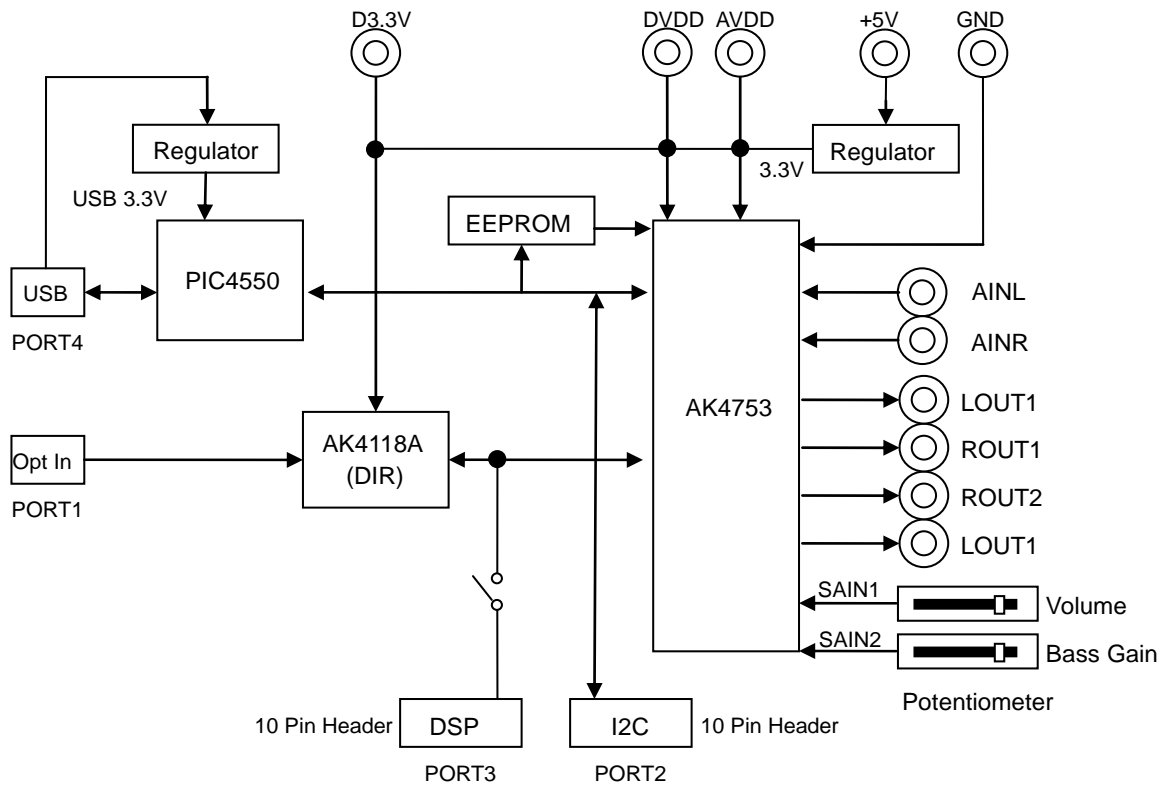 D3.3V
DVDD
AVDD
+5V
GND
Regulator
3.3V
Regulator
USB 3.3V
EEPROM
PIC4550
USB
PORT4
AINL
AINR
AK4753
LOUT1
ROUT1
ROUT2
LOUT1
AK4118A
(DIR)
Opt In
PORT1
SAIN1
Volume
SAIN2
Bass Gain
Potentiometer
10 Pin Header
DSP
I2C
10 Pin Header
PORT3
PORT2